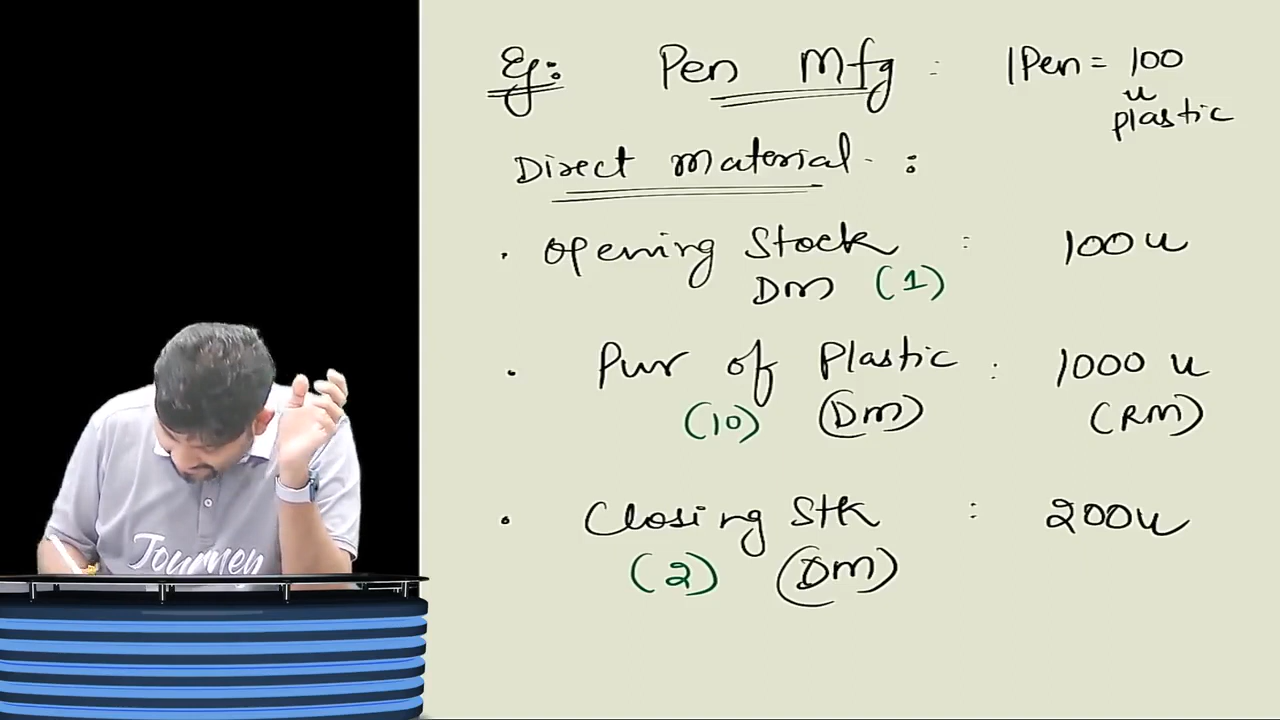 Eg: Pen Mfg : 1Pen = 100
u
plastic
Direct material :
• Opening Stock : 100u
DM (1)
• Pur of Plastic : 1000 u
(10) (DM) (RM)
• Closing Stk : 200u
(2) (DM)
Journey